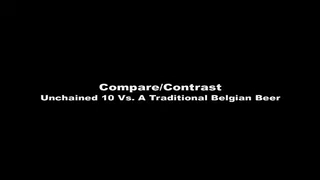 Compare/Contrast
Unchained 10 Vs. A Traditional Belgian Beer